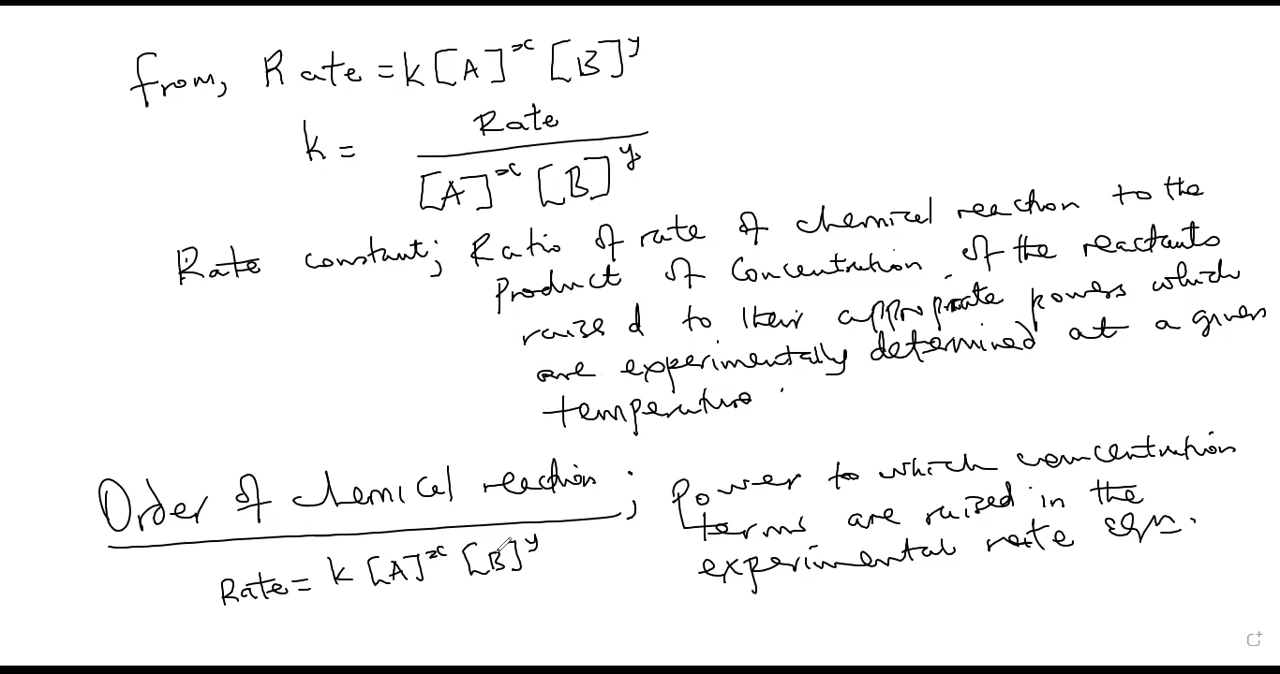 from, Rate = k[A]^x [B]^y
k = Rate / [A]^x [B]^y
Rate constant; Ratio of rate of chemical reaction to the
product of concentration of the reactants
raised to their appropriate powers which
are experimentally determined at a given
temperature.
Order of chemical reaction; Power to which concentration
terms are raised in the
experimental rate eqn.
Rate = k [A]^x [B]^y